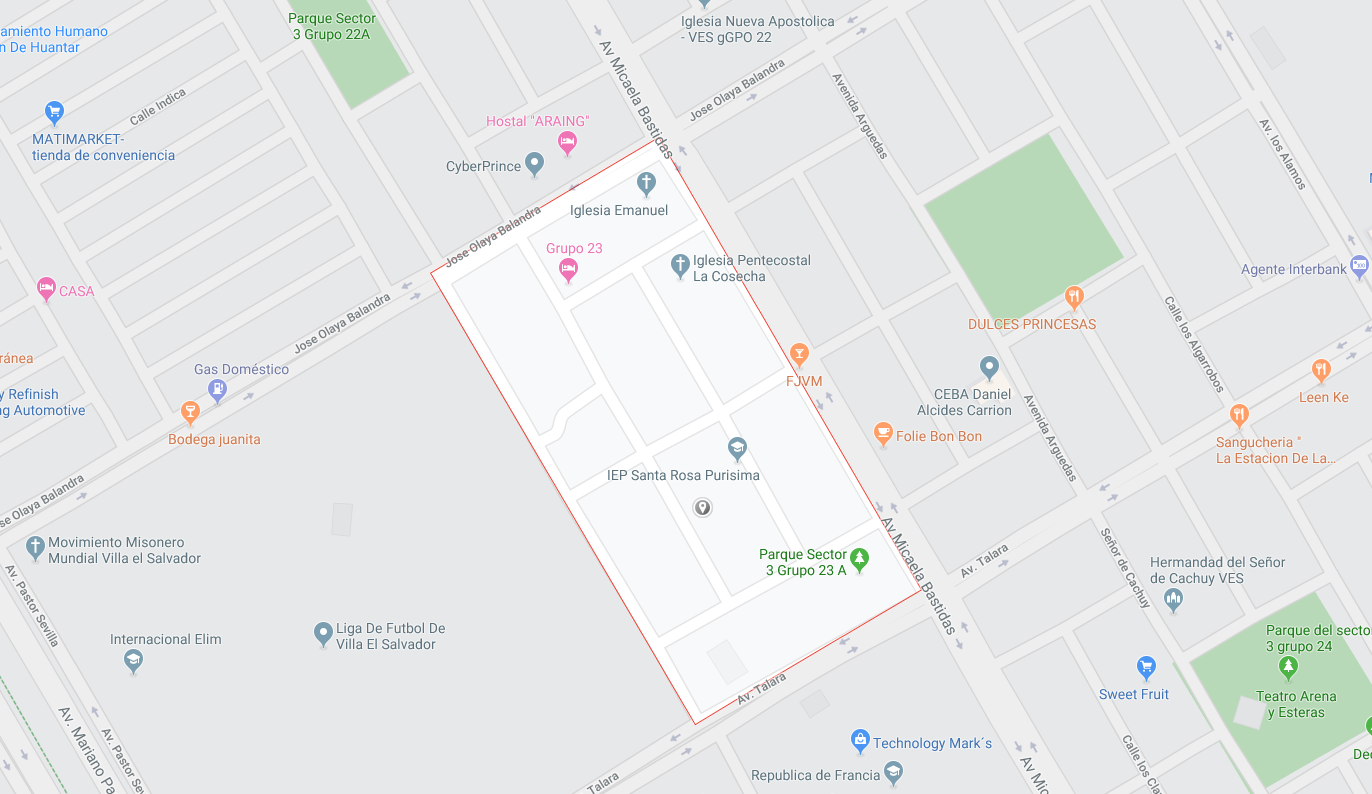 Parque Sector
3 Grupo 22A
Iglesia Nueva Apostolica
- VES gGPO 22
amiento Humano
n De Huantar
Av Micaela Bastidas
Jose Olaya Balandra
Avenida Arguedas
Calle Indica
MATIMARKET-
tienda de conveniencia
Hostal "ARAING"
CyberPrince
Av. los Alamos
Iglesia Emanuel
Jose Olaya Balandra
Grupo 23
Iglesia Pentecostal
La Cosecha
Agente Interbank
CASA
Jose Olaya Balandra
DULCES PRINCESAS
Calle los Algarrobos
ránea
Gas Doméstico
FJVM
y Refinish
ng Automotive
CEBA Daniel
Alcides Carrion
Leen Ke
Bodega juanita
Avenida Arguedas
Folie Bon Bon
Sangucheria "
La Estacion De La...
IEP Santa Rosa Purisima
se Olaya Balandra
Movimiento Misonero
Mundial Villa el Salvador
Av Micaela Bastidas
Parque Sector
3 Grupo 23 A
Av. Talara
Señor de Cachuy
Hermandad del Señor
de Cachuy VES
Av. Pastor Sevilla
Liga De Futbol De
Villa El Salvador
Internacional Elim
Parque del secto
3 grupo 24
Av. Talara
Sweet Fruit
Teatro Arena
y Esteras
Av. Mariano Pa
Av. Pastor Sev
Technology Mark´s
Republica de Francia
Talara
Av Mic
Calle los C
Dec